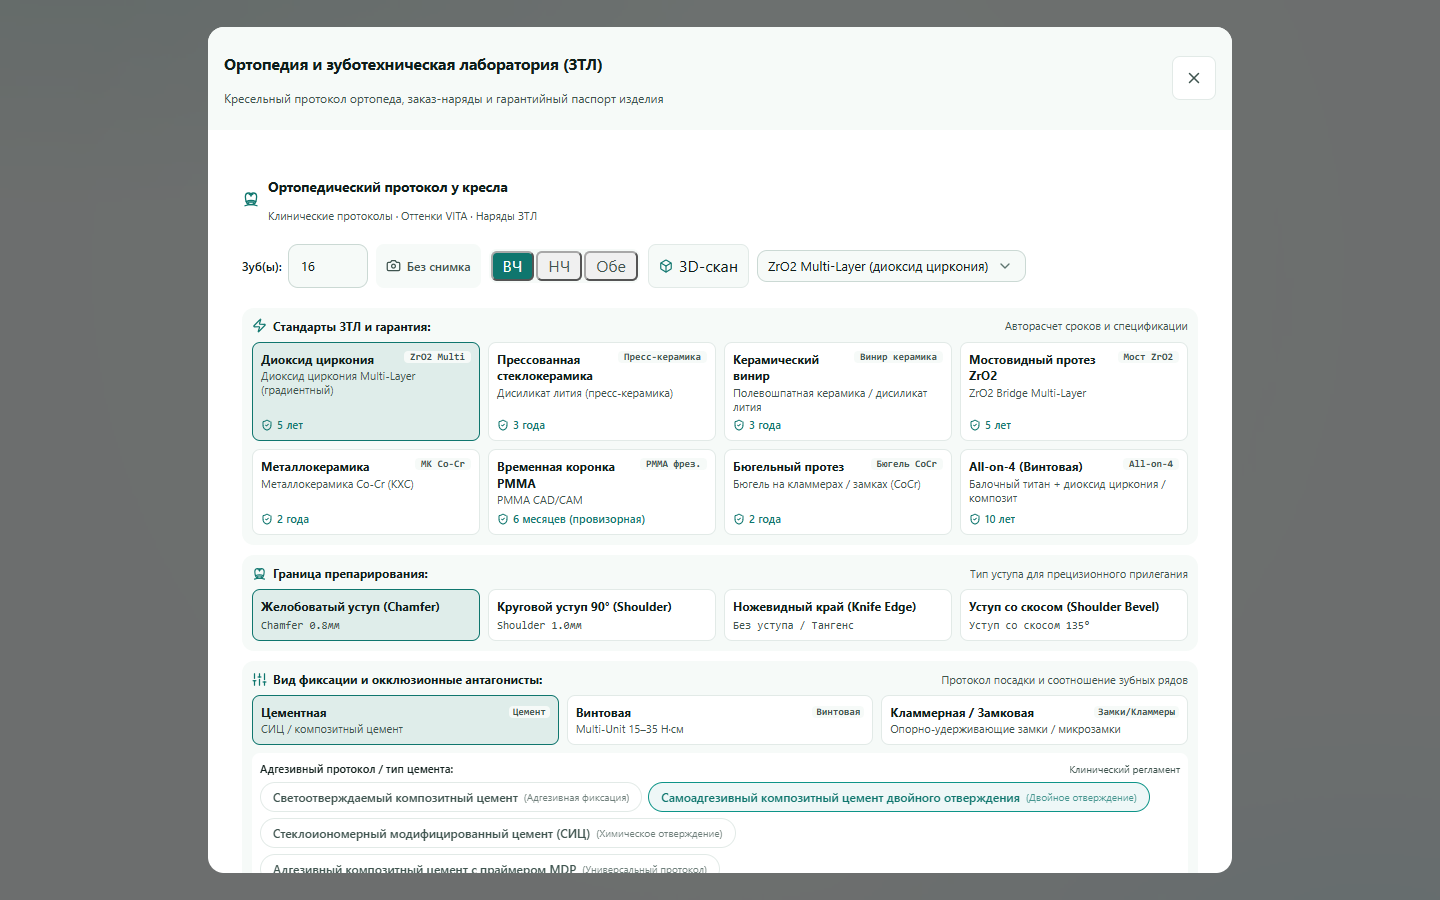 Ортопедия и зуботехническая лаборатория (ЗТЛ)
Кресельный протокол ортопеда, заказ-наряды и гарантийный паспорт изделия
Ортопедический протокол у кресла
Клинические протоколы · Оттенки VITA · Наряды ЗТЛ
Зуб(ы): 16 Без снимка ВЧ НЧ Обе 3D-скан ZrO2 Multi-Layer (диоксид циркония)
Стандарты ЗТЛ и гарантия: Авторасчет сроков и спецификации
Диоксид циркония ZrO2 Multi
Диоксид циркония Multi-Layer
(градиентный)
5 лет
Прессованная Пресс-керамика
стеклокерамика
Дисиликат лития (пресс-керамика)
3 года
Керамический Винир керамика
винир
Полевошпатная керамика / дисиликат
лития
3 года
Мостовидный протез Мост ZrO2
ZrO2
ZrO2 Bridge Multi-Layer
5 лет
Металлокерамика МК Co-Cr
Металлокерамика Co-Cr (КХС)
2 года
Временная коронка PMMA фрез.
PMMA
PMMA CAD/CAM
6 месяцев (провизорная)
Бюгельный протез Бюгель CoCr
Бюгель на кламмерах / замках (CoCr)
2 года
All-on-4 (Винтовая) All-on-4
Балочный титан + диоксид циркония /
композит
10 лет
Граница препарирования: Тип уступа для прецизионного прилегания
Желобоватый уступ (Chamfer)
Chamfer 0.8мм
Круговой уступ 90° (Shoulder)
Shoulder 1.0мм
Ножевидный край (Knife Edge)
Без уступа / Тангенс
Уступ со скосом (Shoulder Bevel)
Уступ со скосом 135°
Вид фиксации и окклюзионные антагонисты: Протокол посадки и соотношение зубных рядов
Цементная Цемент
СИЦ / композитный цемент
Винтовая Винтовая
Multi-Unit 15–35 Н·см
Кламмерная / Замковая Замки/Кламмеры
Опорно-удерживающие замки / микрозамки
Адгезивный протокол / тип цемента: Клинический регламент
Светоотверждаемый композитный цемент (Адгезивная фиксация)
Самоадгезивный композитный цемент двойного отверждения (Двойное отверждение)
Стеклоиономерный модифицированный цемент (СИЦ) (Химическое отверждение)
Адгезивный композитный цемент с праймером MDP (Универсальный протокол)